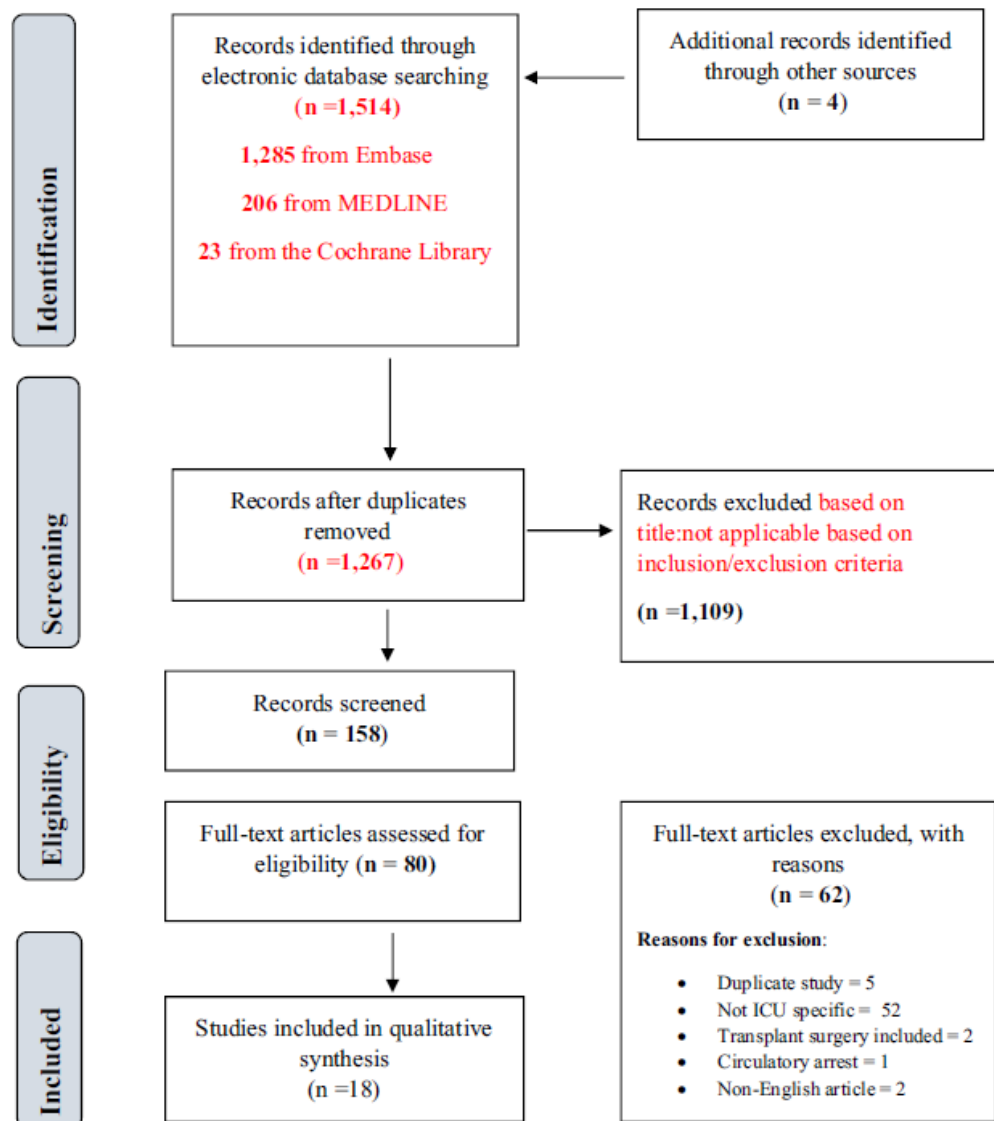 Identification
Records identified through
electronic database searching
(n =1,514)
1,285 from Embase
206 from MEDLINE
23 from the Cochrane Library
Additional records identified
through other sources
(n = 4)
Screening
Records after duplicates
removed
(n =1,267)
Records excluded based on
title:not applicable based on
inclusion/exclusion criteria
(n =1,109)
Eligibility
Records screened
(n = 158)
Full-text articles assessed for
eligibility (n = 80)
Full-text articles excluded, with
reasons
(n = 62)
Reasons for exclusion:
• Duplicate study = 5
• Not ICU specific = 52
• Transplant surgery included = 2
• Circulatory arrest = 1
• Non-English article = 2
Included
Studies included in qualitative
synthesis
(n =18)